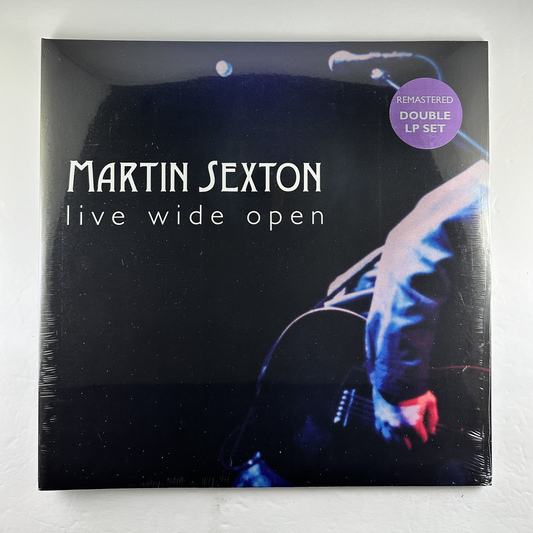 REMASTERED
DOUBLE
LP SET
MARTIN SEXTON
live wide open